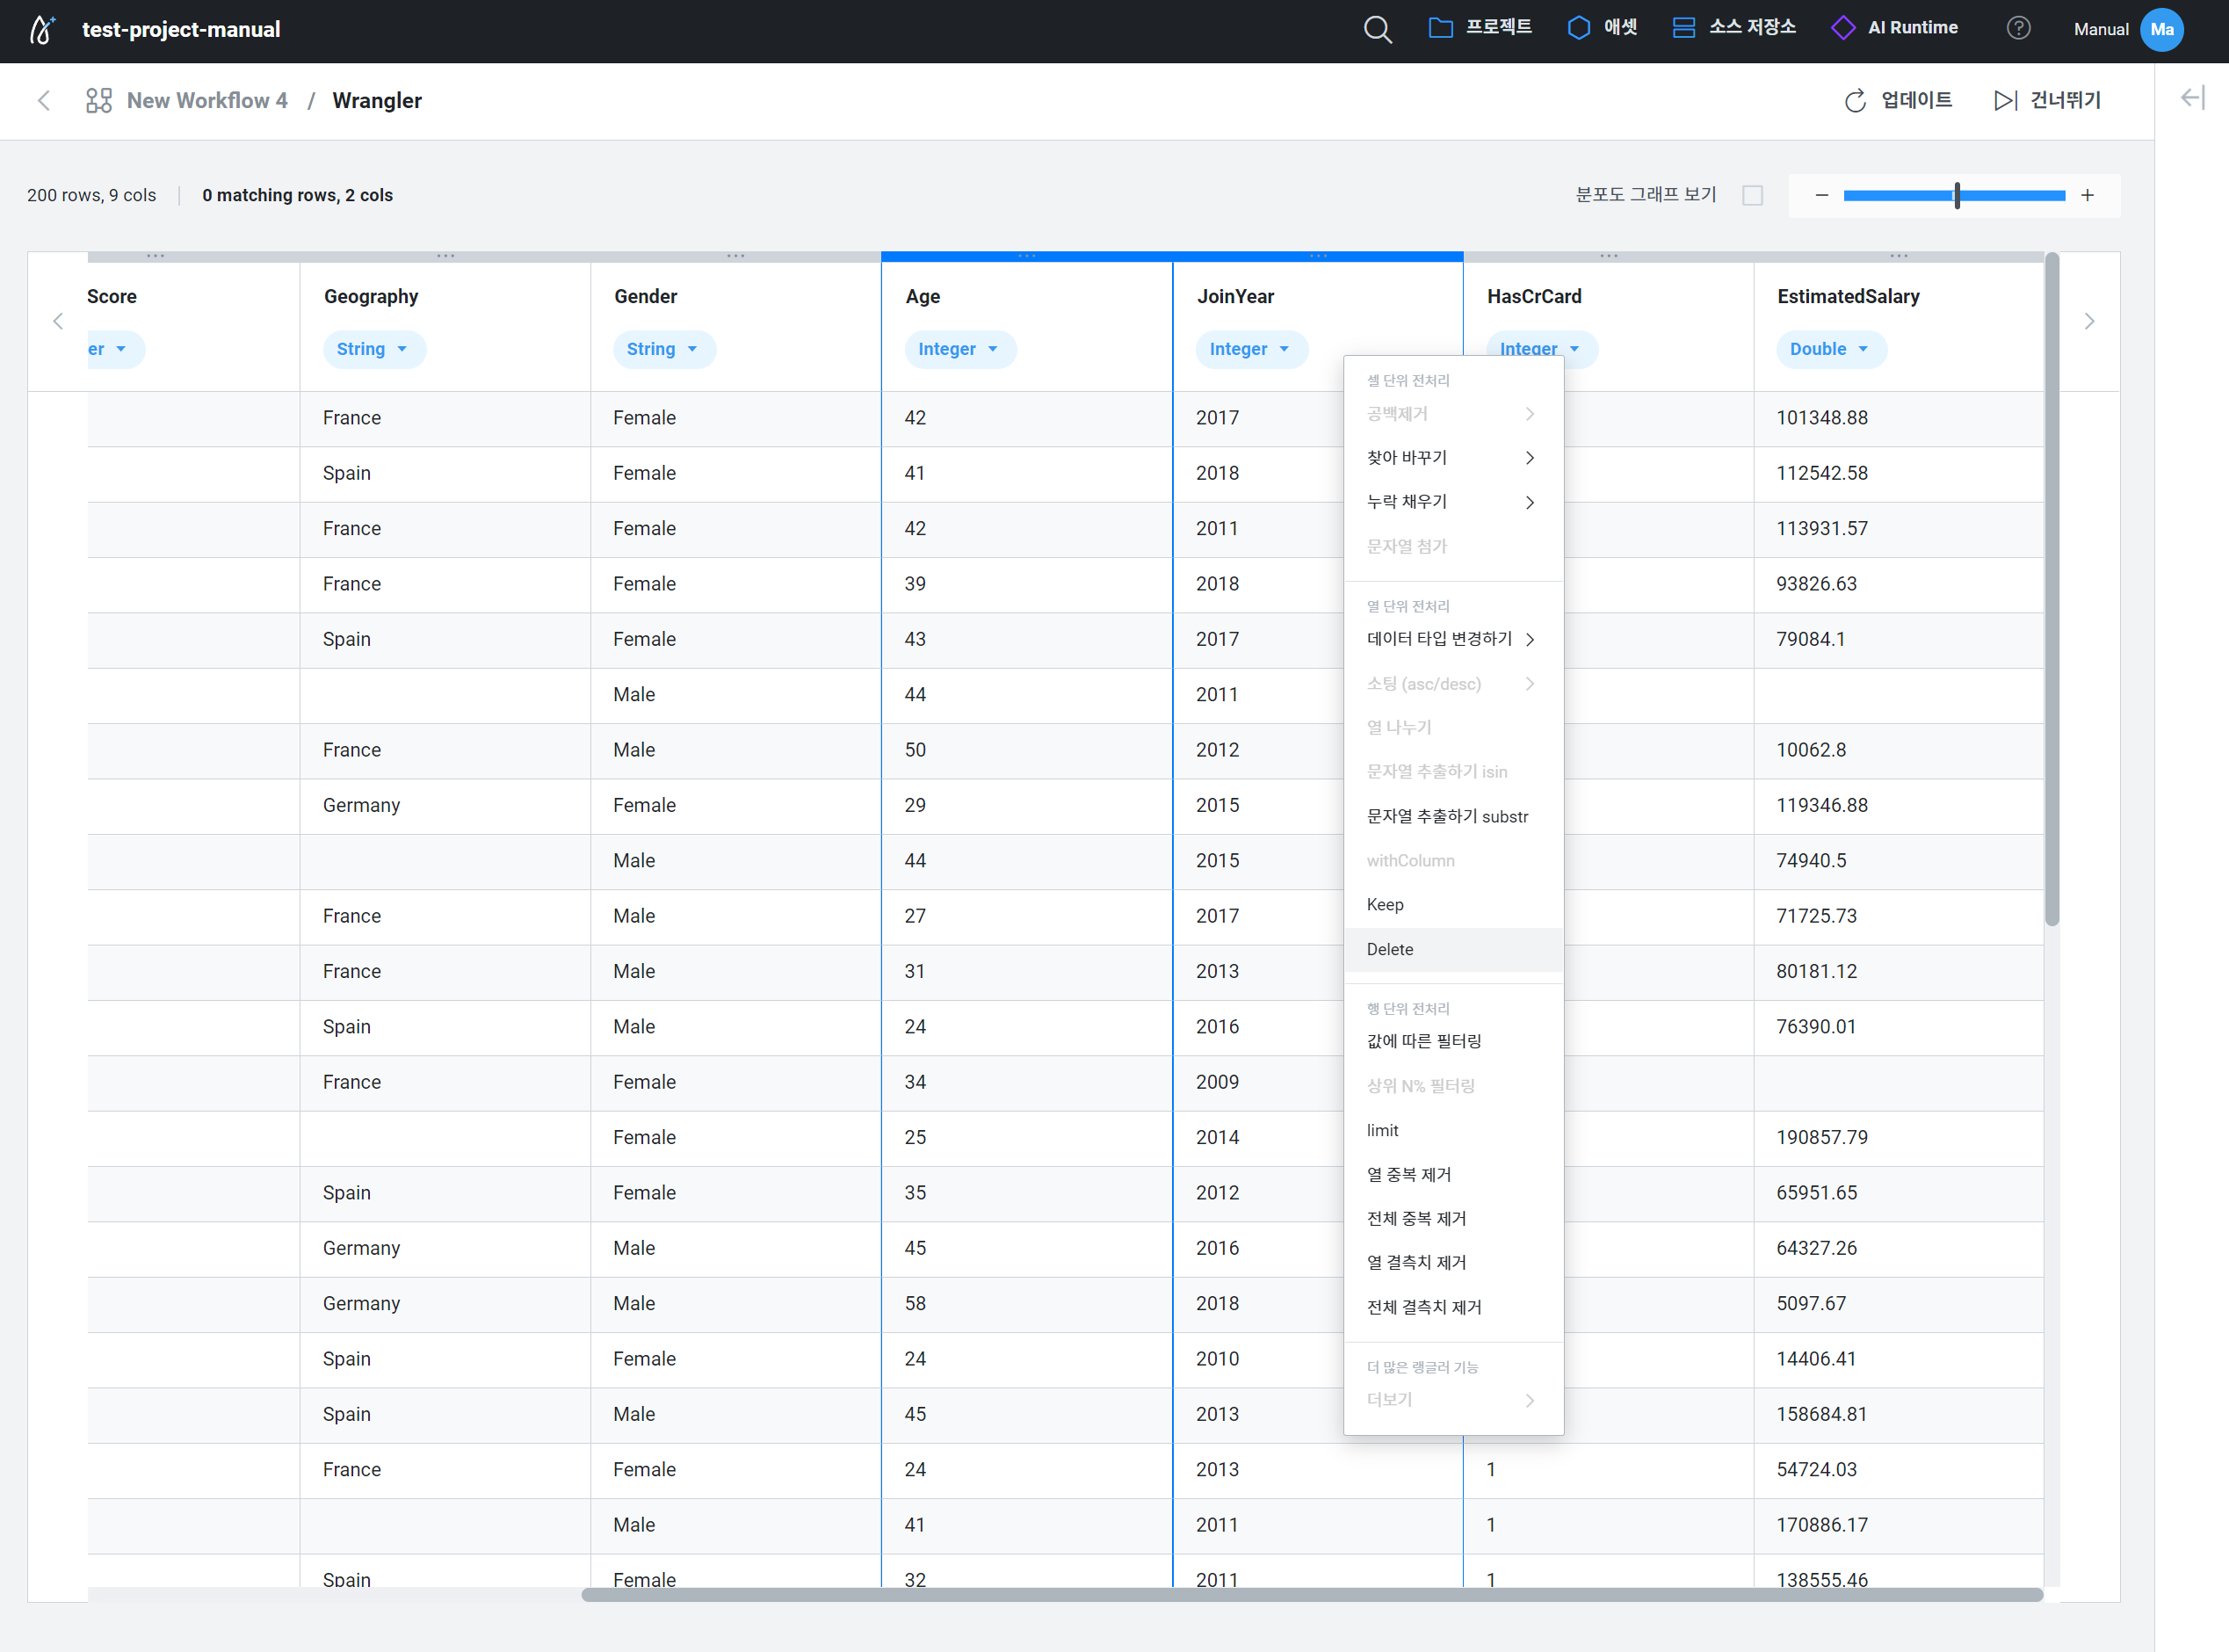 test-project-manual 프로젝트 애셋 소스 저장소 AI Runtime ? Manual Ma
New Workflow 4 / Wrangler 업데이트 건너뛰기
200 rows, 9 cols 0 matching rows, 2 cols 분포도 그래프 보기 − +
Score Geography Gender Age JoinYear HasCrCard EstimatedSalary
er String String Integer Integer Integer Double
France Female 42 2017 101348.88
Spain Female 41 2018 112542.58
France Female 42 2011 113931.57
France Female 39 2018 93826.63
Spain Female 43 2017 79084.1
Male 44 2011
France Male 50 2012 10062.8
Germany Female 29 2015 119346.88
Male 44 2015 74940.5
France Male 27 2017 71725.73
France Male 31 2013 80181.12
Spain Male 24 2016 76390.01
France Female 34 2009
Female 25 2014 190857.79
Spain Female 35 2012 65951.65
Germany Male 45 2016 64327.26
Germany Male 58 2018 5097.67
Spain Female 24 2010 14406.41
Spain Male 45 2013 158684.81
France Female 24 2013 1 54724.03
Male 41 2011 1 170886.17
Spain Female 32 2011 1 138555.46
셀 단위 전처리
공백제거
찾아 바꾸기
누락 채우기
문자열 첨가
열 단위 전처리
데이터 타입 변경하기
소팅 (asc/desc)
열 나누기
문자열 추출하기 isin
문자열 추출하기 substr
withColumn
Keep
Delete
행 단위 전처리
값에 따른 필터링
상위 N% 필터링
limit
열 중복 제거
전체 중복 제거
열 결측치 제거
전체 결측치 제거
더 많은 랭글러 기능
더보기